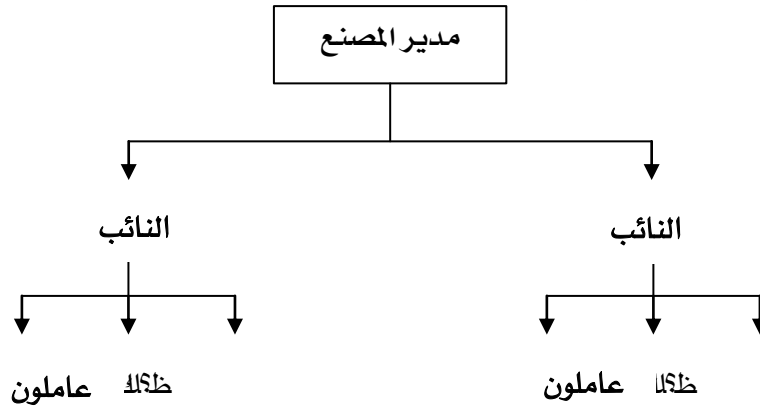 مدير المصنع
النائب
النائب
عاملون
عاملون